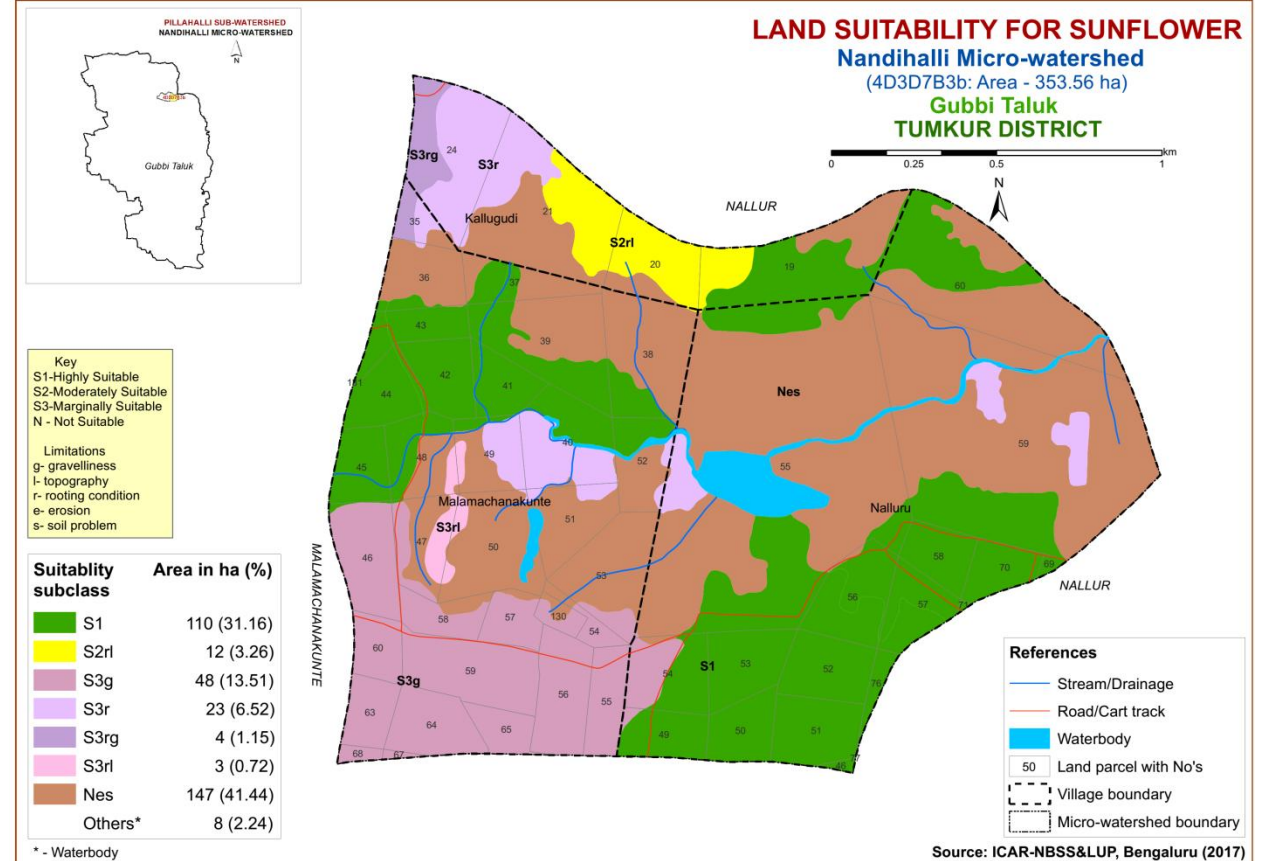 PILLAHALLI SUB-WATERSHED
NANDIHALLI MICRO-WATERSHED
N
Gubbi Taluk
LAND SUITABILITY FOR SUNFLOWER
Nandihalli Micro-watershed
(4D3D7B3b: Area - 353.56 ha)
Gubbi Taluk
TUMKUR DISTRICT
km
0 0.25 0.5 1
N
NALLUR
S3rg
24
S3r
35
Kallugudi
21
S2rl
20
19
60
36
37
43
39
38
42
41
44
Nes
45
48
49
40
52
55
59
Malamachanakunte
S3rl
51
Nalluru
47
50
46
53
58
70
69
56
57
71
58
57
130
54
NALLUR
MALAMACHANAKUNTE
60
59
S3g
56
55
54
S1
53
52
76
63
64
65
49
50
51
68
67
46
77
Key
S1-Highly Suitable
S2-Moderately Suitable
S3-Marginally Suitable
N - Not Suitable
Limitations
g- gravelliness
l- topography
r- rooting condition
e- erosion
s- soil problem
Suitablity subclass Area in ha (%)
S1 110 (31.16)
S2rl 12 (3.26)
S3g 48 (13.51)
S3r 23 (6.52)
S3rg 4 (1.15)
S3rl 3 (0.72)
Nes 147 (41.44)
Others* 8 (2.24)
* - Waterbody
References
Stream/Drainage
Road/Cart track
Waterbody
50 Land parcel with No's
Village boundary
Micro-watershed boundary
Source: ICAR-NBSS&LUP, Bengaluru (2017)